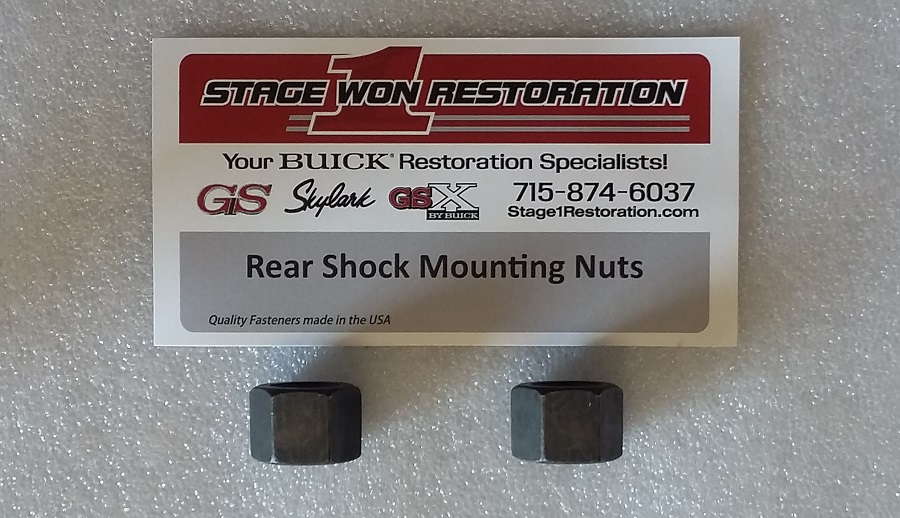 STAGE 1 WON RESTORATION
Your BUICK® Restoration Specialists!
GS Skylark GSX BY BUICK 715-874-6037
Stage1Restoration.com
Rear Shock Mounting Nuts
Quality Fasteners made in the USA